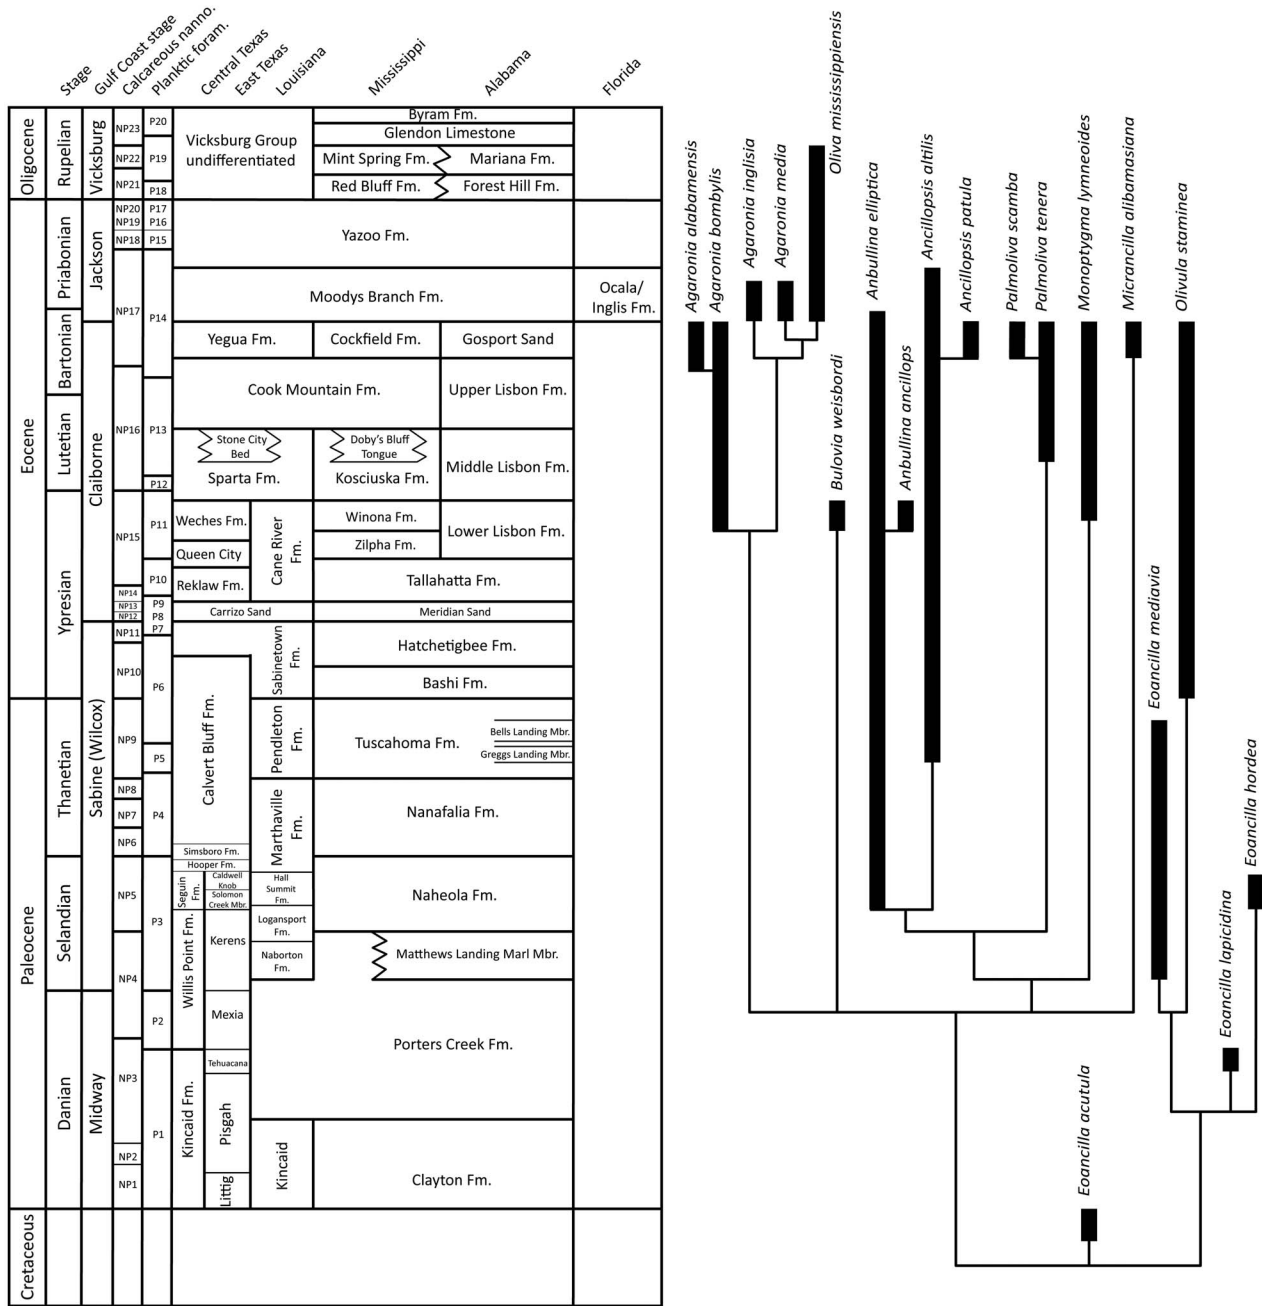 Stage
Gulf Coast stage
Calcareous nanno.
Planktic foram.
Central Texas
East Texas
Louisiana
Mississippi
Alabama
Florida
Oligocene
Eocene
Paleocene
Cretaceous
Rupelian
Priabonian
Bartonian
Lutetian
Ypresian
Thanetian
Selandian
Danian
Vicksburg
Jackson
Claiborne
Sabine (Wilcox)
Midway
NP23
NP22
NP21
NP20
NP19
NP18
NP17
NP16
NP15
NP14
NP13
NP12
NP11
NP10
NP9
NP8
NP7
NP6
NP5
NP4
NP3
NP2
NP1
P20
P19
P18
P17
P16
P15
P14
P13
P12
P11
P10
P9
P8
P7
P6
P5
P4
P3
P2
P1
Vicksburg Group
undifferentiated
Byram Fm.
Glendon Limestone
Mint Spring Fm.
Mariana Fm.
Red Bluff Fm.
Forest Hill Fm.
Yazoo Fm.
Moodys Branch Fm.
Ocala/
Inglis Fm.
Yegua Fm.
Cockfield Fm.
Gosport Sand
Cook Mountain Fm.
Upper Lisbon Fm.
Stone City
Bed
Doby's Bluff
Tongue
Sparta Fm.
Kosciuska Fm.
Middle Lisbon Fm.
Weches Fm.
Cane River
Fm.
Winona Fm.
Lower Lisbon Fm.
Queen City
Zilpha Fm.
Reklaw Fm.
Tallahatta Fm.
Carrizo Sand
Meridian Sand
Sabinetown
Fm.
Hatchetigbee Fm.
Bashi Fm.
Calvert Bluff Fm.
Pendleton
Fm.
Tuscahoma Fm.
Bells Landing Mbr.
Greggs Landing Mbr.
Marthaville
Fm.
Nanafalia Fm.
Simsboro Fm.
Hooper Fm.
Seguin
Fm.
Caldwell
Knob
Solomon
Creek Mbr.
Hall
Summit
Fm.
Naheola Fm.
Willis Point Fm.
Kerens
Logansport
Fm.
Naborton
Fm.
Matthews Landing Marl Mbr.
Mexia
Porters Creek Fm.
Kincaid Fm.
Tehuacana
Pisgah
Littig
Kincaid
Clayton Fm.
Agaronia alabamensis
Agaronia bombylis
Agaronia inglisia
Agaronia media
Oliva mississippiensis
Bulovia weisbordi
Anbullina elliptica
Anbullina ancillops
Ancillopsis altilis
Ancillopsis patula
Palmoliva scamba
Palmoliva tenera
Monoptygma lymneoides
Micrancilla alibamasiana
Eoancilla mediavia
Olivula staminea
Eoancilla lapicidina
Eoancilla hordea
Eoancilla acutula